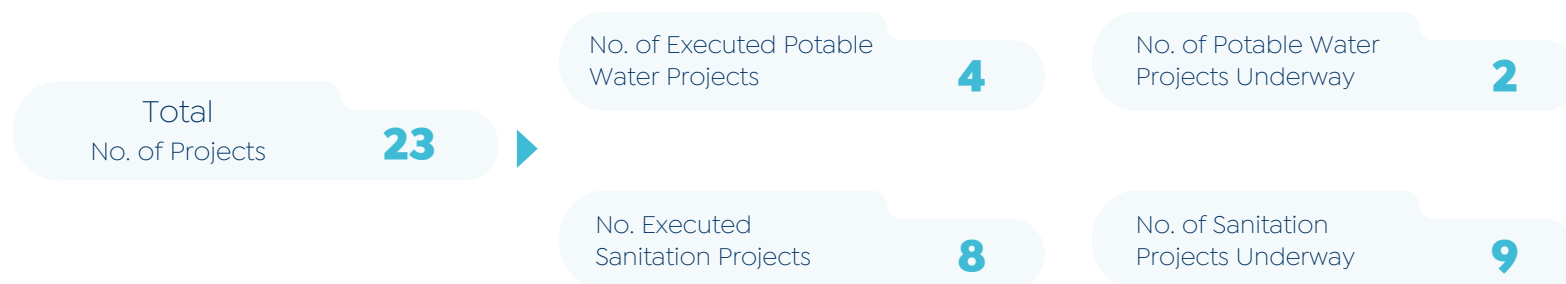 Total
No. of Projects
23
No. of Executed Potable
Water Projects
4
No. of Potable Water
Projects Underway
2
No. Executed
Sanitation Projects
8
No. of Sanitation
Projects Underway
9